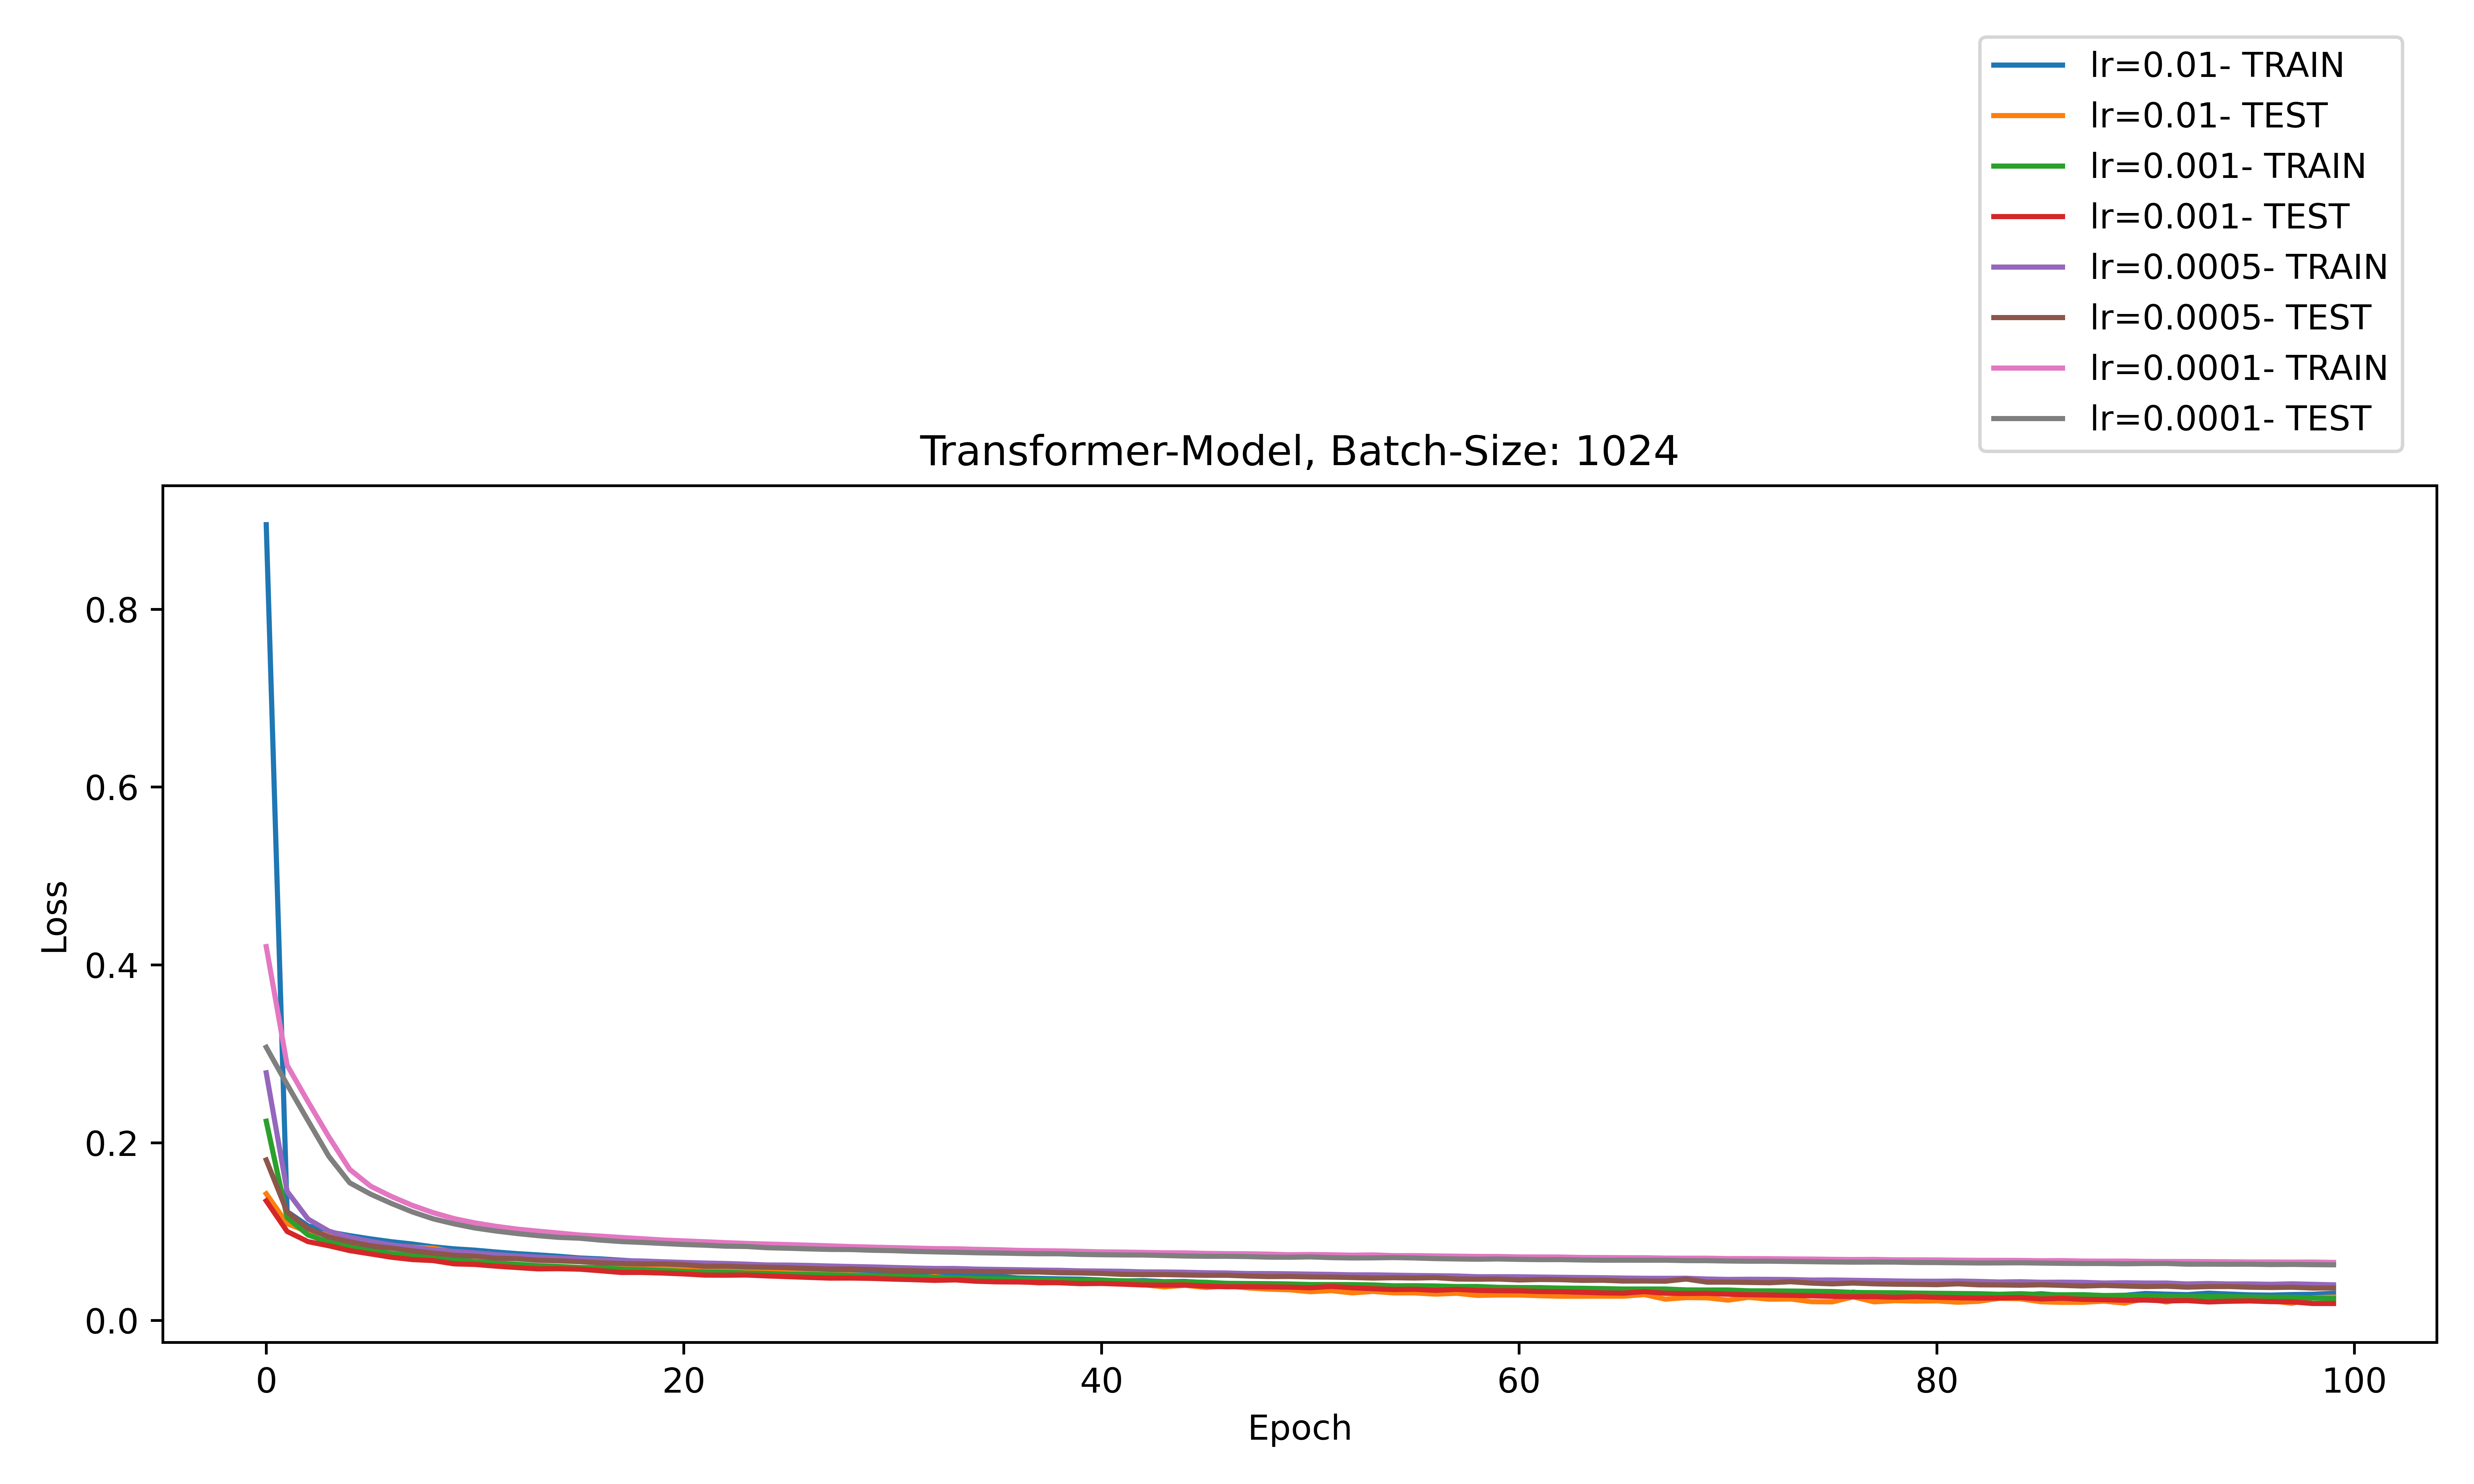 lr=0.01- TRAIN
lr=0.01- TEST
lr=0.001- TRAIN
lr=0.001- TEST
lr=0.0005- TRAIN
lr=0.0005- TEST
lr=0.0001- TRAIN
lr=0.0001- TEST
Transformer-Model, Batch-Size: 1024
0.8
0.6
0.4
0.2
0.0
Loss
0 20 40 60 80 100
Epoch